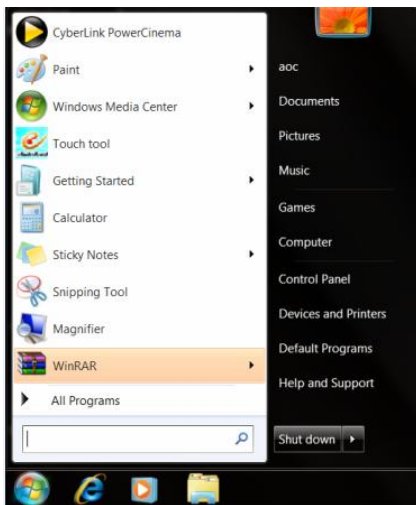 CyberLink PowerCinema
Paint
Windows Media Center
Touch tool
Getting Started
Calculator
Sticky Notes
Snipping Tool
Magnifier
WinRAR
All Programs
aoc
Documents
Pictures
Music
Games
Computer
Control Panel
Devices and Printers
Default Programs
Help and Support
Shut down